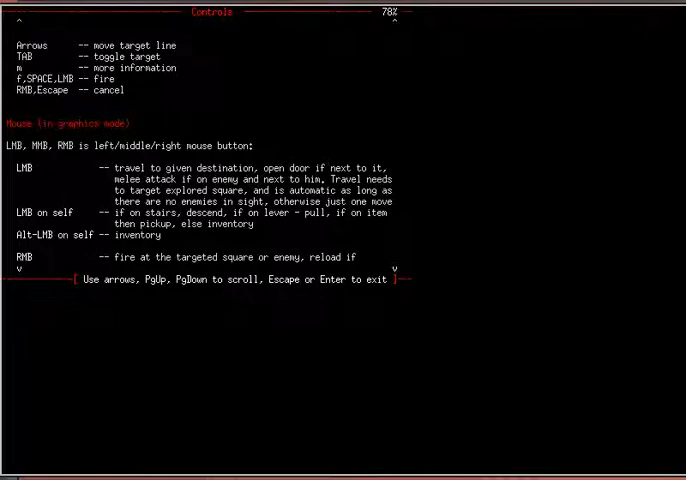 Controls 78%
^ ^
Arrows -- move target line
TAB -- toggle target
m -- more information
f,SPACE,LMB -- fire
RMB,Escape -- cancel
Mouse (in graphics mode)
LMB, MMB, RMB is left/middle/right mouse button:
LMB -- travel to given destination, open door if next to it,
melee attack if on enemy and next to him. Travel needs
to target explored square, and is automatic as long as
there are no enemies in sight, otherwise just one move
LMB on self -- if on stairs, descend, if on lever - pull, if on item
then pickup, else inventory
Alt-LMB on self -- inventory
RMB -- fire at the targeted square or enemy, reload if
v v
[ Use arrows, PgUp, PgDown to scroll, Escape or Enter to exit ]